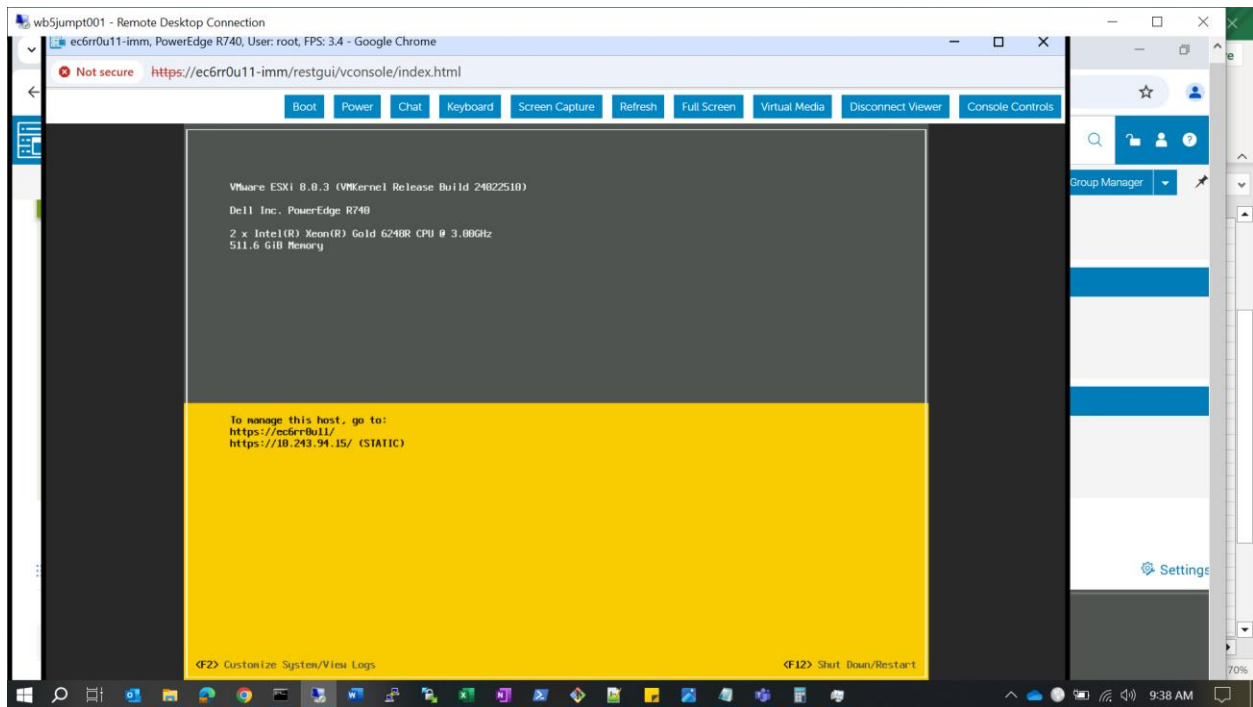 wb5jumpt001 - Remote Desktop Connection
ec6rr0u11-imm, PowerEdge R740, User: root, FPS: 3.4 - Google Chrome
Not secure https://ec6rr0u11-imm/restgui/vconsole/index.html
Boot Power Chat Keyboard Screen Capture Refresh Full Screen Virtual Media Disconnect Viewer Console Controls
Group Manager
VMware ESXi 8.0.3 (VMKernel Release Build 24022510)
Dell Inc. PowerEdge R740
2 x Intel(R) Xeon(R) Gold 6248R CPU @ 3.00GHz
511.6 GiB Memory
To manage this host, go to:
https://ec6rr0u11/
https://10.243.94.15/ (STATIC)
Settings
<F2> Customize System/View Logs
<F12> Shut Down/Restart
70%
9:38 AM